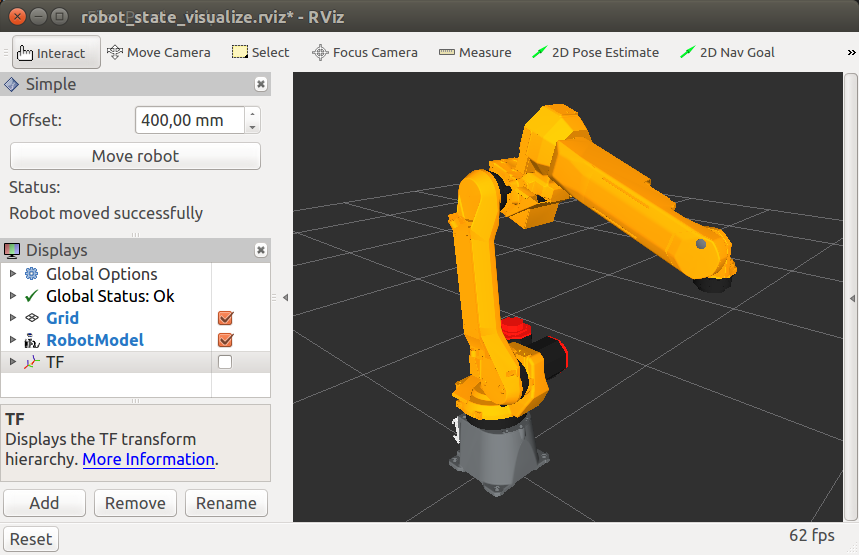 robot_state_visualize.rviz* - RViz
Interact
Move Camera
Select
Focus Camera
Measure
2D Pose Estimate
2D Nav Goal
»
Simple
Offset:
400,00 mm
Move robot
Status:
Robot moved successfully
Displays
Global Options
Global Status: Ok
Grid
RobotModel
TF
TF
Displays the TF transform
hierarchy. More Information.
Add
Remove
Rename
Reset
62 fps